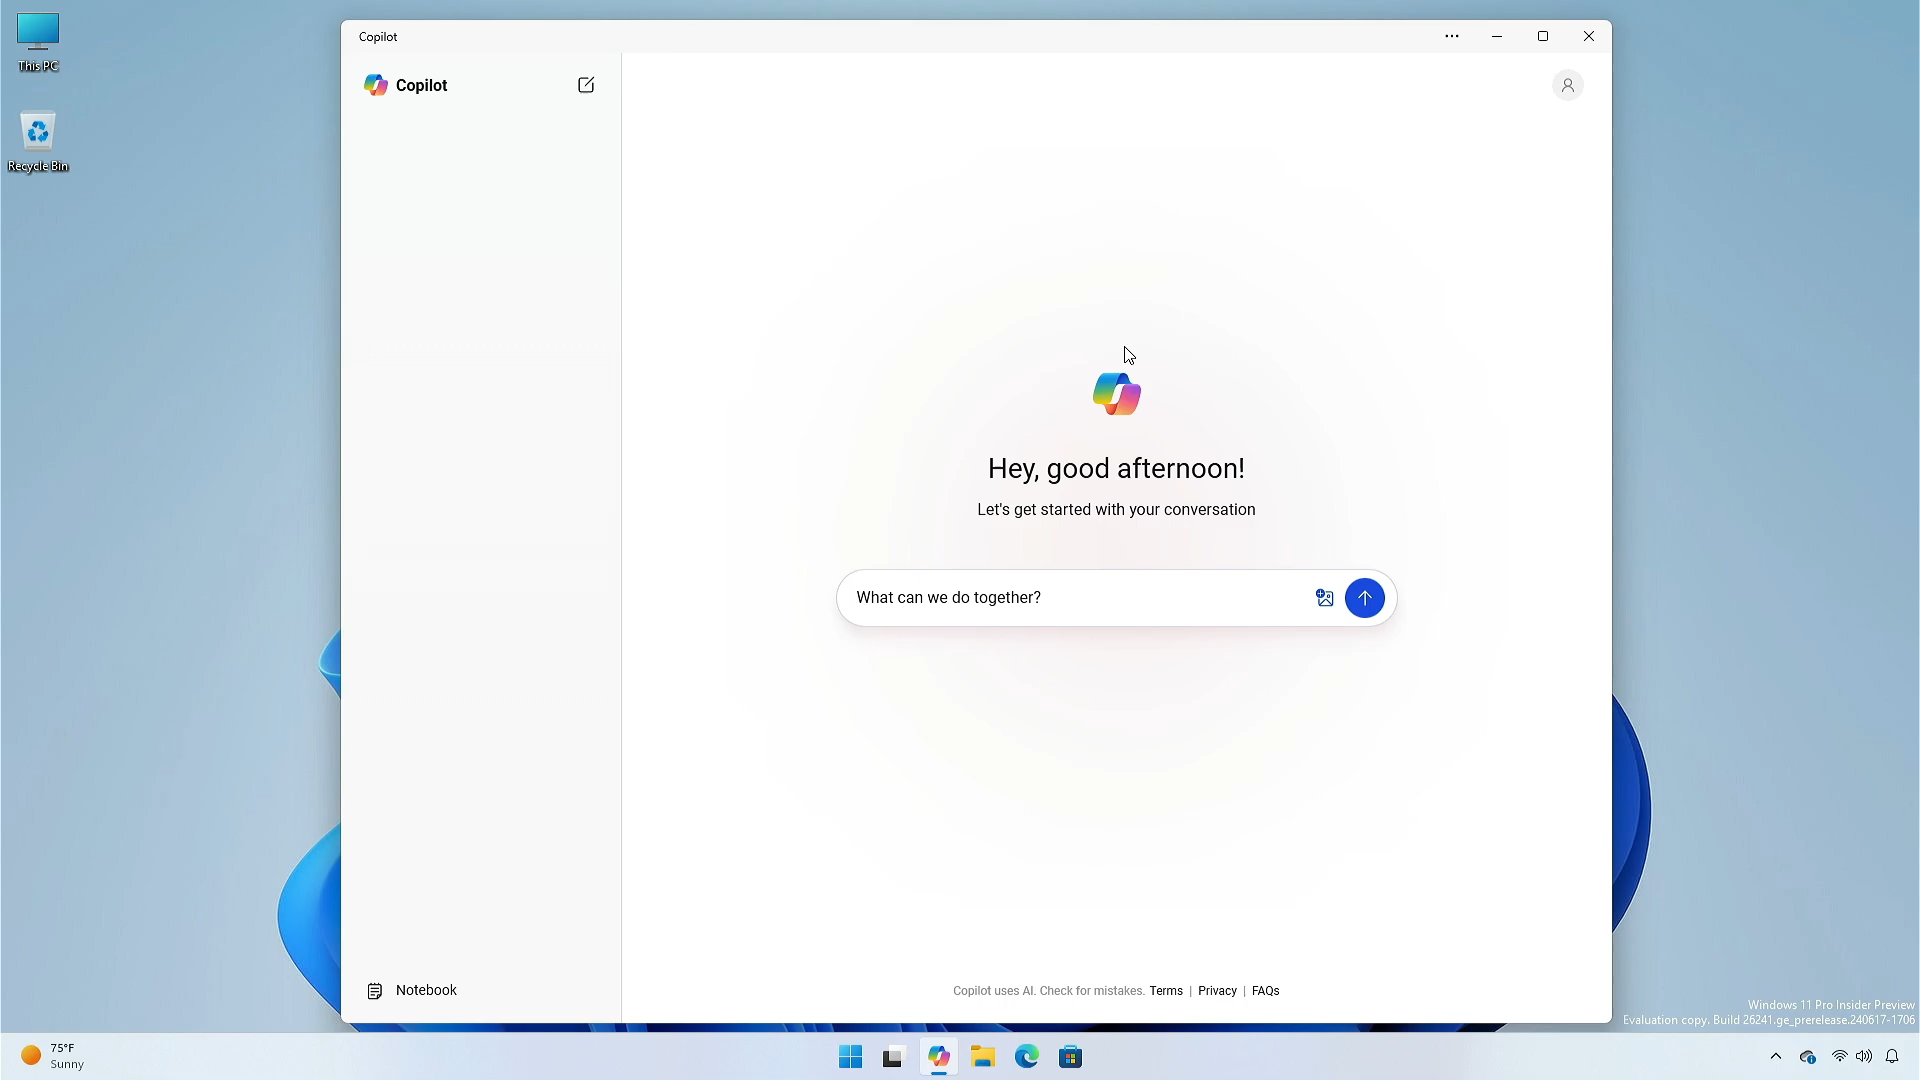 This PC
Recycle Bin
Copilot
Copilot
Hey, good afternoon!
Let's get started with your conversation
What can we do together?
Notebook
Copilot uses AI. Check for mistakes. Terms | Privacy | FAQs
Windows 11 Pro Insider Preview
Evaluation copy. Build 26241.ge_prerelease.240617-1706
75°F
Sunny